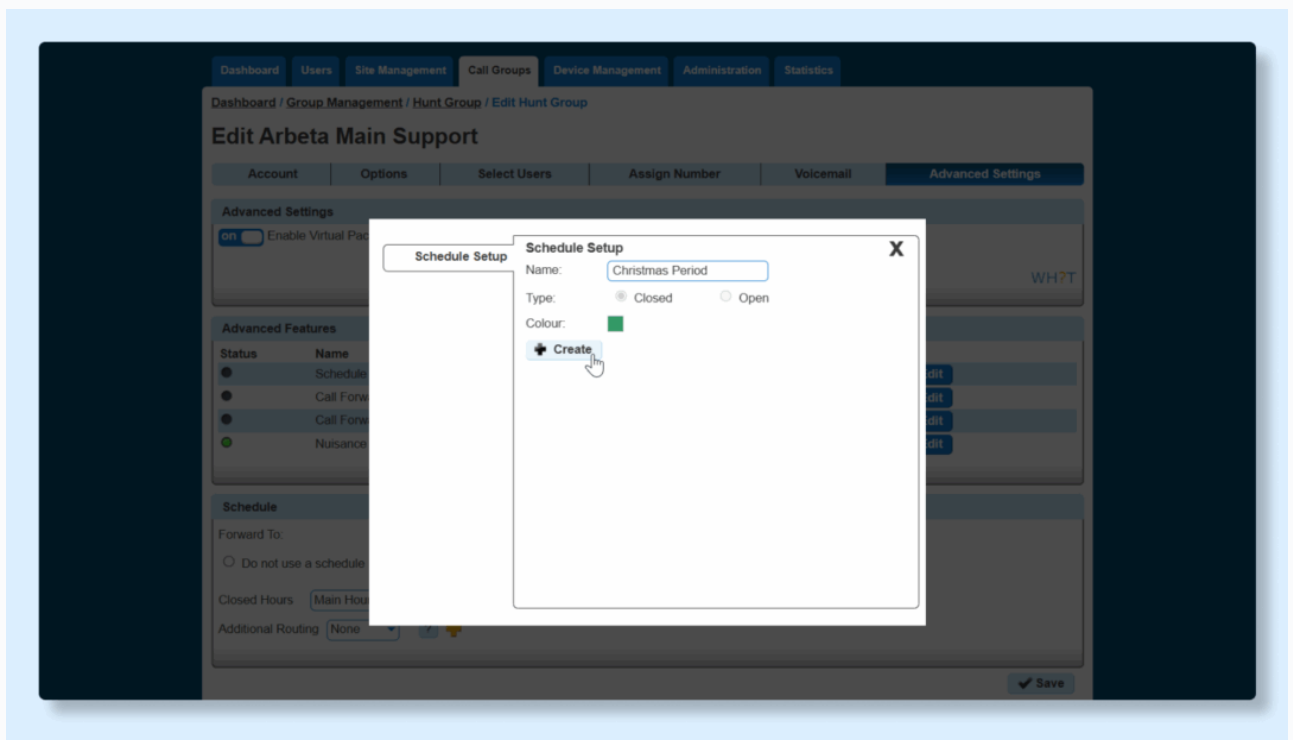 Dashboard Users Site Management Call Groups Device Management Administration Statistics
Dashboard / Group Management / Hunt Group / Edit Hunt Group
Edit Arbeta Main Support
Account Options Select Users Assign Number Voicemail Advanced Settings
Advanced Settings
on Enable Virtual Pac
WH?T
Schedule Setup
Schedule Setup X
Name: Christmas Period
Type: Closed Open
Colour:
Create
Advanced Features
Status Name
Schedule dit
Call Forw dit
Call Forw dit
Nuisance dit
Schedule
Forward To:
Do not use a schedule
Closed Hours Main Hou
Additional Routing None ?
Save